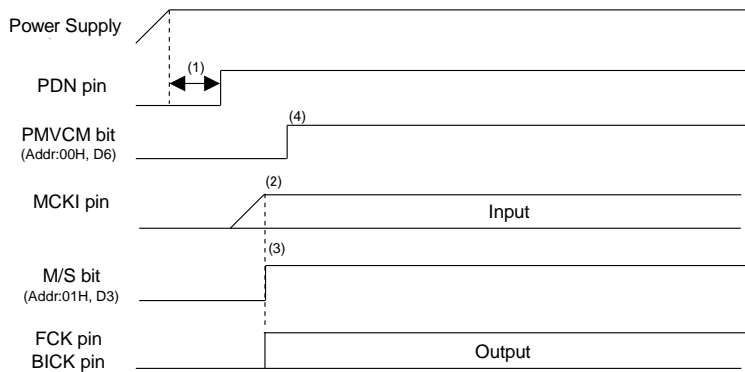 Power Supply
(1)
PDN pin
(4)
PMVCM bit
(Addr:00H, D6)
(2)
MCKI pin
Input
(3)
M/S bit
(Addr:01H, D3)
FCK pin
BICK pin
Output